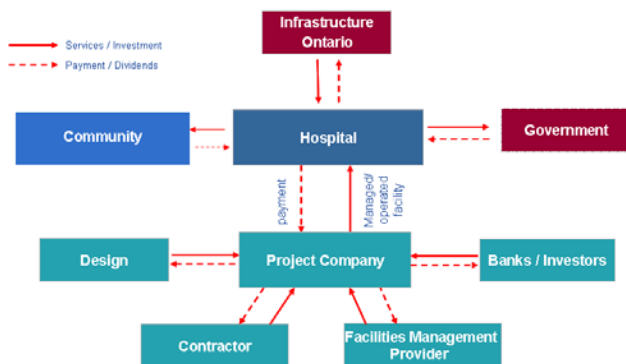 Infrastructure
Ontario
Services / Investment
Payment / Dividends
Community
Hospital
Government
payment
Managed/
operated
facility
Design
Project Company
Banks / Investors
Contractor
Facilities Management
Provider